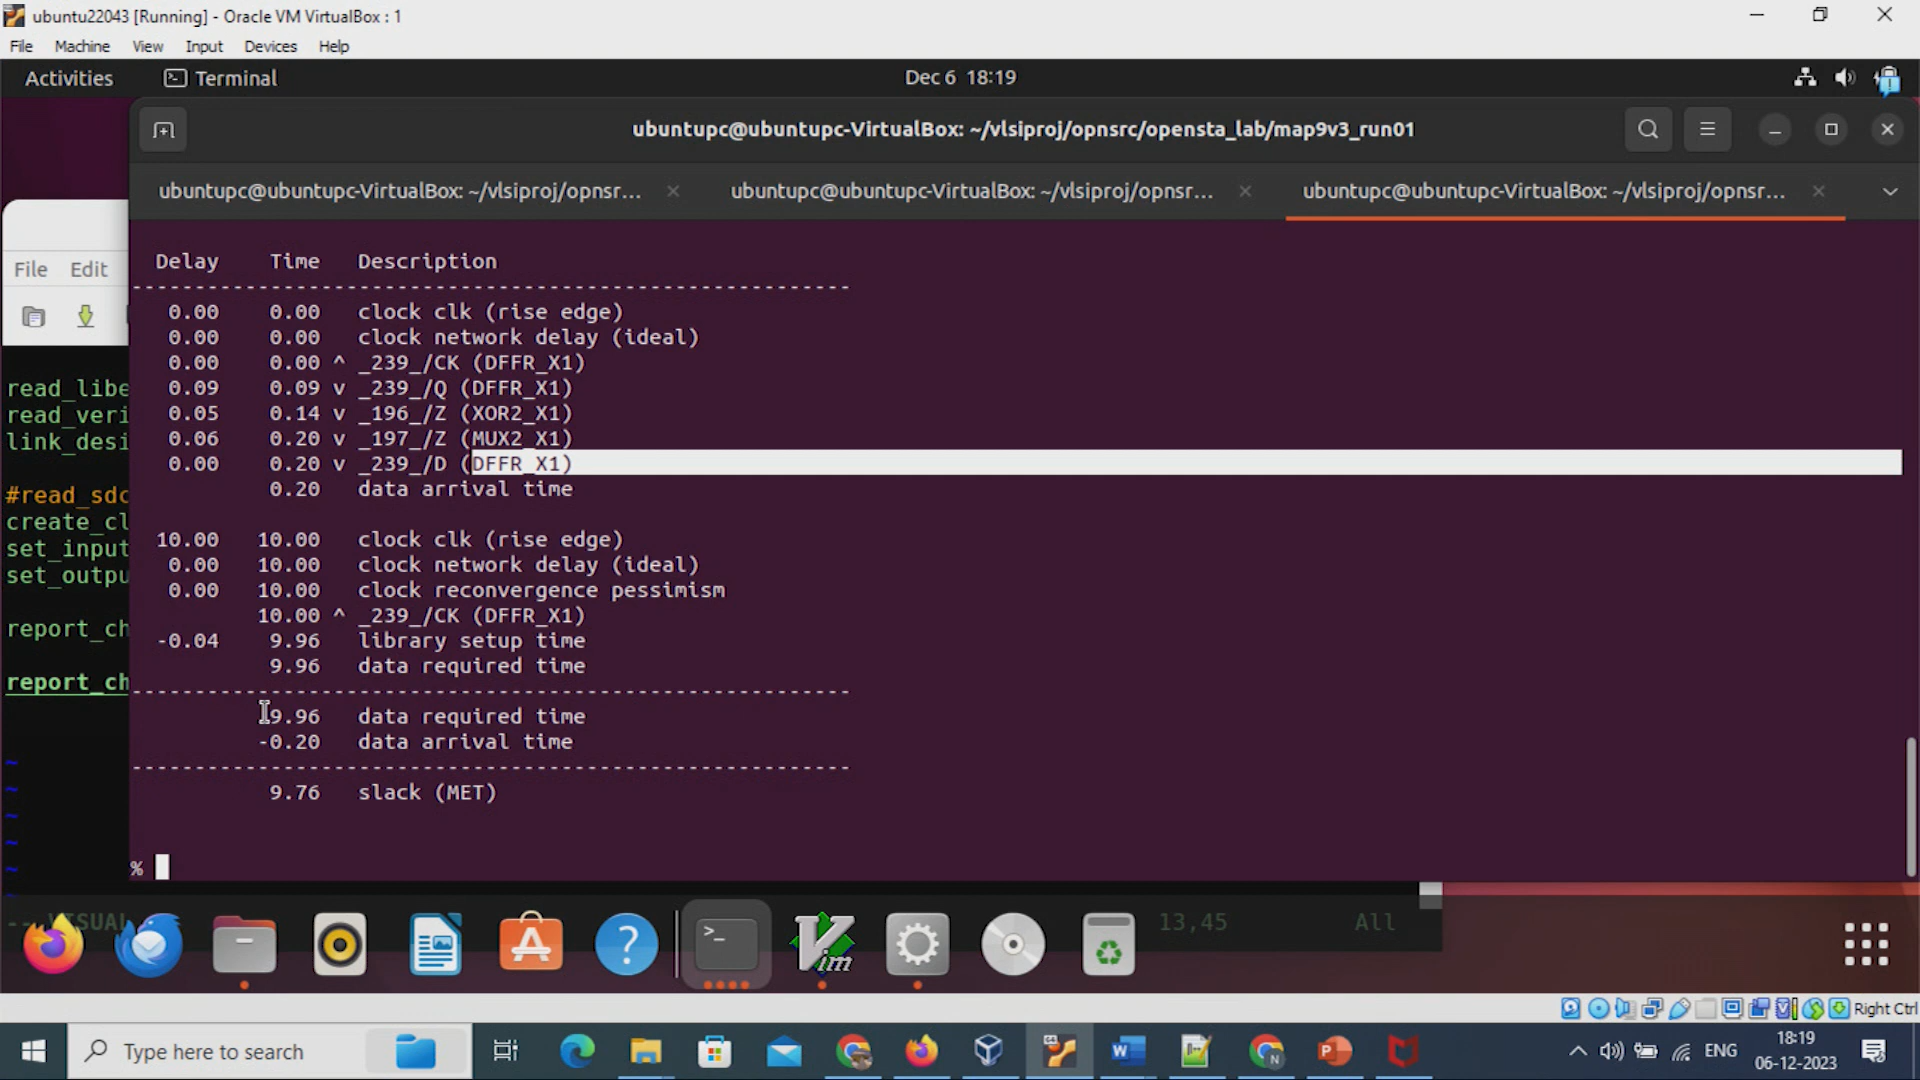 ubuntu22043 [Running] - Oracle VM VirtualBox : 1
File Machine View Input Devices Help
Activities Terminal Dec 6 18:19
ubuntupc@ubuntupc-VirtualBox: ~/vlsiproj/opnsrc/opensta_lab/map9v3_run01
ubuntupc@ubuntupc-VirtualBox: ~/vlsiproj/opnsr... ubuntupc@ubuntupc-VirtualBox: ~/vlsiproj/opnsr... ubuntupc@ubuntupc-VirtualBox: ~/vlsiproj/opnsr...
File Edit
read_libe
read_veri
link_desi
#read_sdc
create_cl
set_input
set_outpu
report_ch
report_ch
~
~
~
~
~
Delay Time Description
-----------------------------------------------------------
0.00 0.00 clock clk (rise edge)
0.00 0.00 clock network delay (ideal)
0.00 0.00 ^ _239_/CK (DFFR_X1)
0.09 0.09 v _239_/Q (DFFR_X1)
0.05 0.14 v _196_/Z (XOR2_X1)
0.06 0.20 v _197_/Z (MUX2_X1)
0.00 0.20 v _239_/D (DFFR_X1)
0.20 data arrival time
10.00 10.00 clock clk (rise edge)
0.00 10.00 clock network delay (ideal)
0.00 10.00 clock reconvergence pessimism
10.00 ^ _239_/CK (DFFR_X1)
-0.04 9.96 library setup time
9.96 data required time
-----------------------------------------------------------
9.96 data required time
-0.20 data arrival time
-----------------------------------------------------------
9.76 slack (MET)
%
-- VISUAL 13,45 All
Vim
Right Ctrl
Type here to search
ENG 18:19
06-12-2023